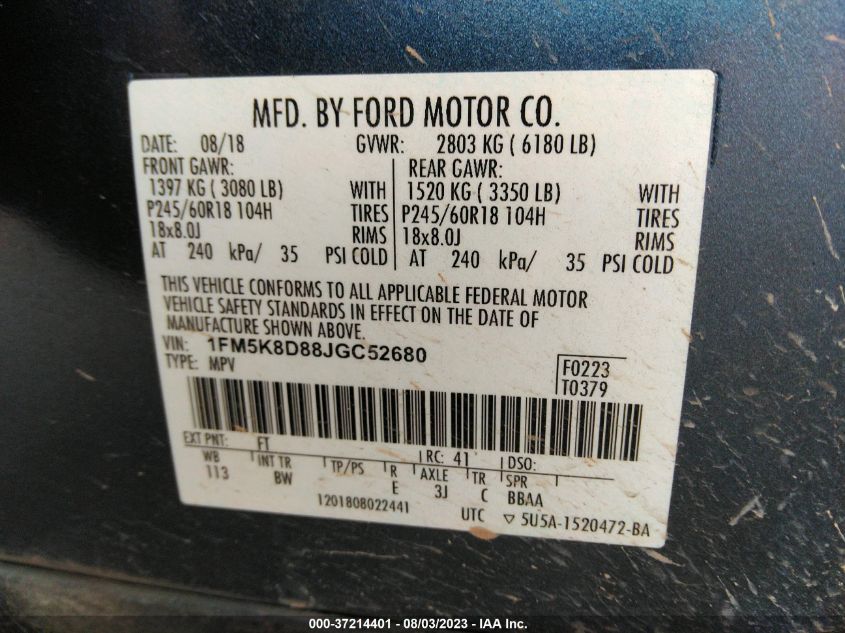 MFD. BY FORD MOTOR CO.
DATE: 08/18 GVWR: 2803 KG ( 6180 LB)
FRONT GAWR: REAR GAWR:
1397 KG ( 3080 LB) WITH 1520 KG ( 3350 LB) WITH
P245/60R18 104H TIRES P245/60R18 104H TIRES
18x8.0J RIMS 18x8.0J RIMS
AT 240 kPa/ 35 PSI COLD AT 240 kPa/ 35 PSI COLD
THIS VEHICLE CONFORMS TO ALL APPLICABLE FEDERAL MOTOR
VEHICLE SAFETY STANDARDS IN EFFECT ON THE DATE OF
MANUFACTURE SHOWN ABOVE.
VIN: 1FM5K8D88JGC52680
TYPE: MPV F0223
T0379
EXT PNT: FT RC: 41 DSO:
WB INT TR TP/PS R AXLE TR SPR
113 BW E 3J C BBAA
1201808022441 UTC ▽ 5U5A-1520472-BA
000-37214401 - 08/03/2023 - IAA Inc.